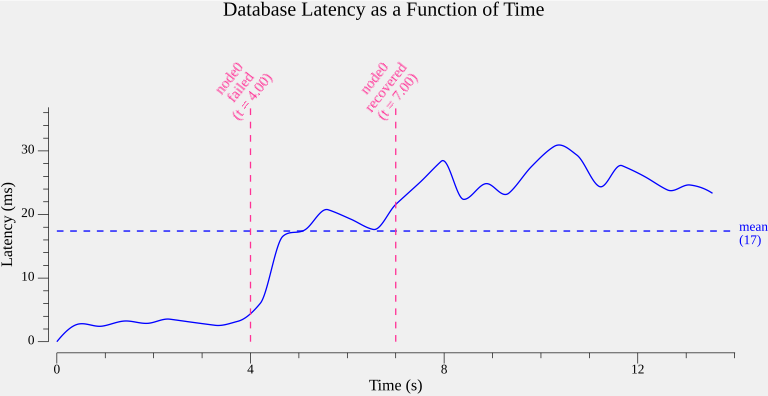 Database Latency as a Function of Time
node0
failed
(t = 4.00)
node0
recovered
(t = 7.00)
30
20
10
0
Latency (ms)
mean
(17)
0
4
8
12
Time (s)